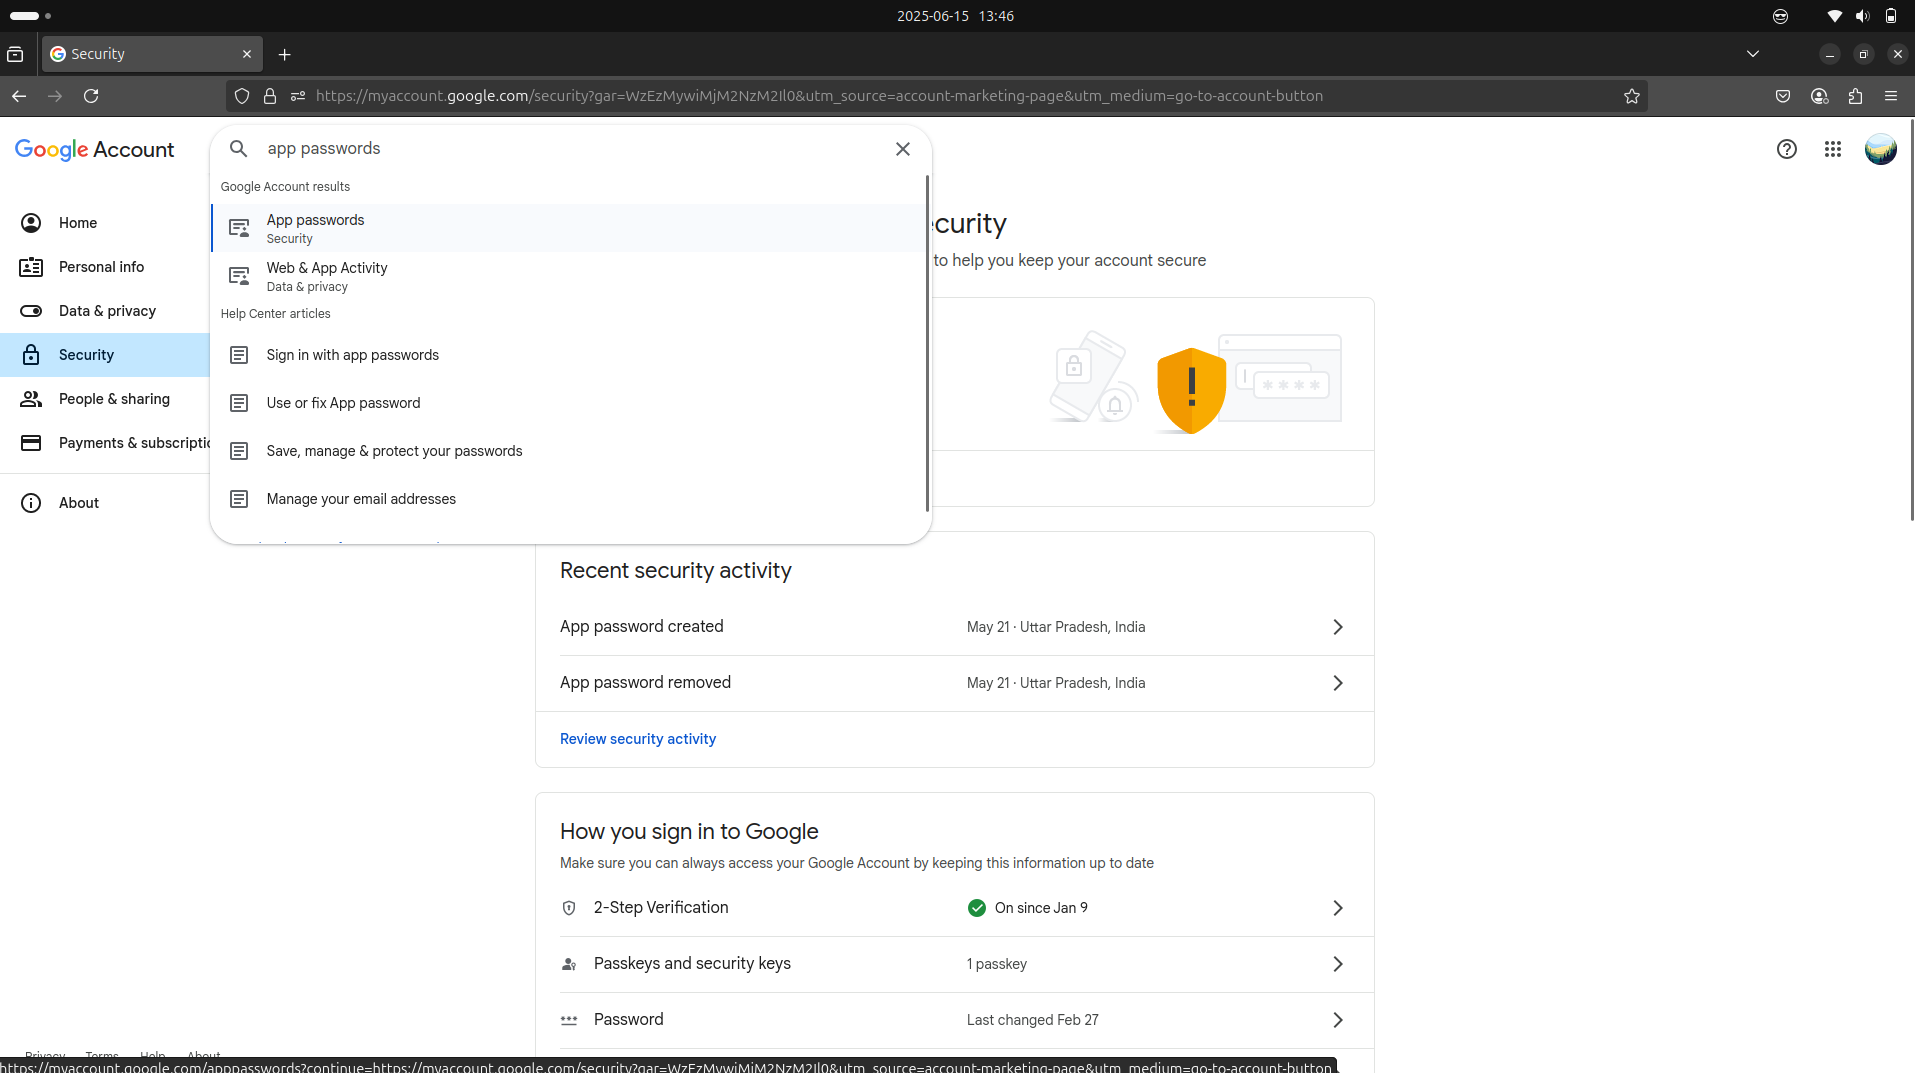 2025-06-15 13:46
Security
https://myaccount.google.com/security?gar=WzEzMywiMjM2NzM2Il0&utm_source=account-marketing-page&utm_medium=go-to-account-button
Google Account
app passwords
Google Account results
App passwords
Security
Web & App Activity
Data & privacy
Help Center articles
Sign in with app passwords
Use or fix App password
Save, manage & protect your passwords
Manage your email addresses
Home
Personal info
Data & privacy
Security
People & sharing
Payments & subscriptio
About
curity
to help you keep your account secure
Recent security activity
App password created
May 21 · Uttar Pradesh, India
App password removed
May 21 · Uttar Pradesh, India
Review security activity
How you sign in to Google
Make sure you can always access your Google Account by keeping this information up to date
2-Step Verification
On since Jan 9
Passkeys and security keys
1 passkey
Password
Last changed Feb 27
Privacy Terms Help About
https://myaccount.google.com/apppasswords?continue=https://myaccount.google.com/security?gar=WzEzMywiMjM2NzM2Il0&utm_source=account-marketing-page&utm_medium=go-to-account-button